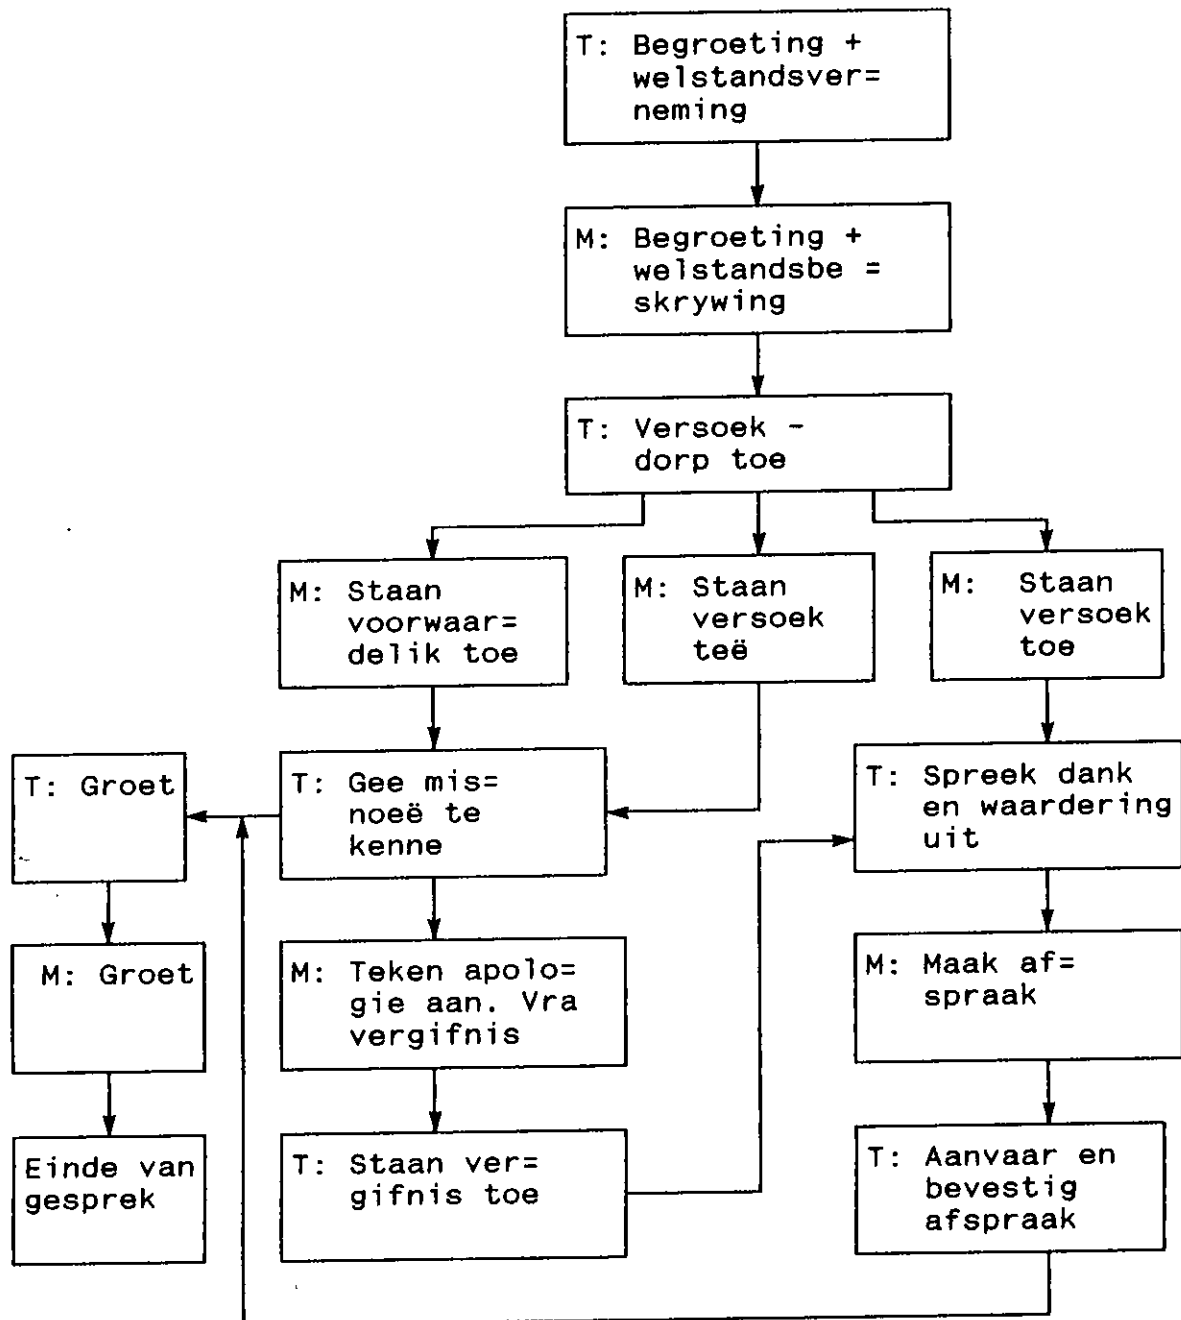 T: Begroeting +
welstandsver=
neming
M: Begroeting +
welstandsbe =
skrywing
T: Versoek -
dorp toe
M: Staan
voorwaar=
delik toe
M: Staan
versoek
teë
M: Staan
versoek
toe
T: Groet
T: Gee mis=
noeë te
kenne
T: Spreek dank
en waardering
uit
M: Groet
M: Teken apolo=
gie aan. Vra
vergifnis
M: Maak af=
spraak
Einde van
gesprek
T: Staan ver=
gifnis toe
T: Aanvaar en
bevestig
afspraak